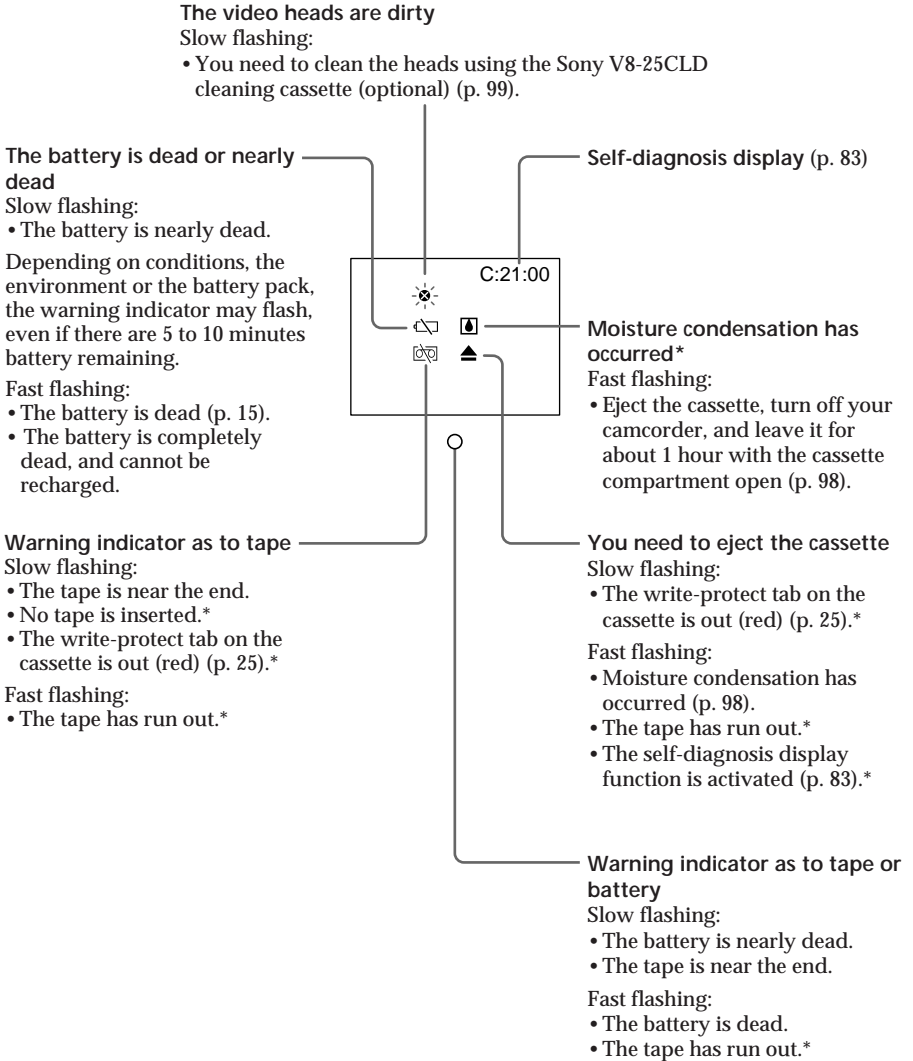 The video heads are dirty
Slow flashing:
• You need to clean the heads using the Sony V8-25CLD
cleaning cassette (optional) (p. 99).
The battery is dead or nearly
dead
Slow flashing:
• The battery is nearly dead.
Depending on conditions, the
environment or the battery pack,
the warning indicator may flash,
even if there are 5 to 10 minutes
battery remaining.
Fast flashing:
• The battery is dead (p. 15).
• The battery is completely
dead, and cannot be
recharged.
Warning indicator as to tape
Slow flashing:
• The tape is near the end.
• No tape is inserted.*
• The write-protect tab on the
cassette is out (red) (p. 25).*
Fast flashing:
• The tape has run out.*
C:21:00
Self-diagnosis display (p. 83)
Moisture condensation has
occurred*
Fast flashing:
• Eject the cassette, turn off your
camcorder, and leave it for
about 1 hour with the cassette
compartment open (p. 98).
You need to eject the cassette
Slow flashing:
• The write-protect tab on the
cassette is out (red) (p. 25).*
Fast flashing:
• Moisture condensation has
occurred (p. 98).
• The tape has run out.*
• The self-diagnosis display
function is activated (p. 83).*
Warning indicator as to tape or
battery
Slow flashing:
• The battery is nearly dead.
• The tape is near the end.
Fast flashing:
• The battery is dead.
• The tape has run out.*